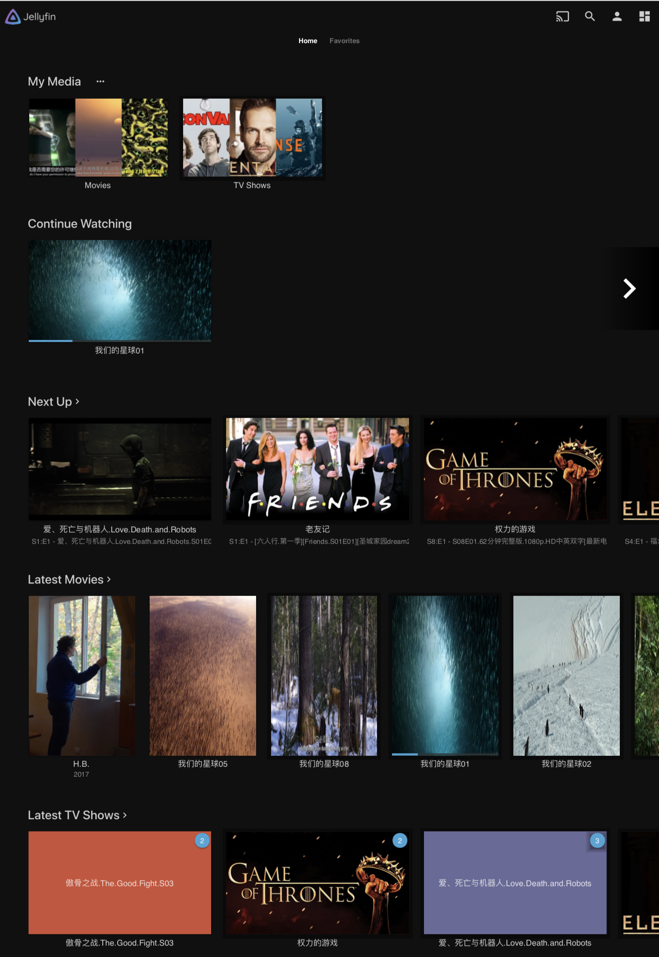 Jellyfin
Home Favorites
My Media
Movies TV Shows
Continue Watching
我们的星球01
Next Up
FRIENDS
GAME OF THRONES
ELE
爱、死亡与机器人.Love.Death.and.Robots 老友记 权力的游戏
S1:E1 - 爱、死亡与机器人.Love.Death.and.Robots.S01E0 S1:E1 - [六人行.第一季][Friends.S01E01][圣城家园dream2 S8:E1 - S08E01.62分钟完整版.1080p.HD中英双字[最新电 S4:E1 - 福
Latest Movies
H.B. 我们的星球05 我们的星球08 我们的星球01 我们的星球02
2017
Latest TV Shows
2 2 3
傲骨之战.The.Good.Fight.S03 GAME OF THRONES 爱、死亡与机器人.Love.Death.and.Robots
ELE
傲骨之战.The.Good.Fight.S03 权力的游戏 爱、死亡与机器人.Love.Death.and.Robots